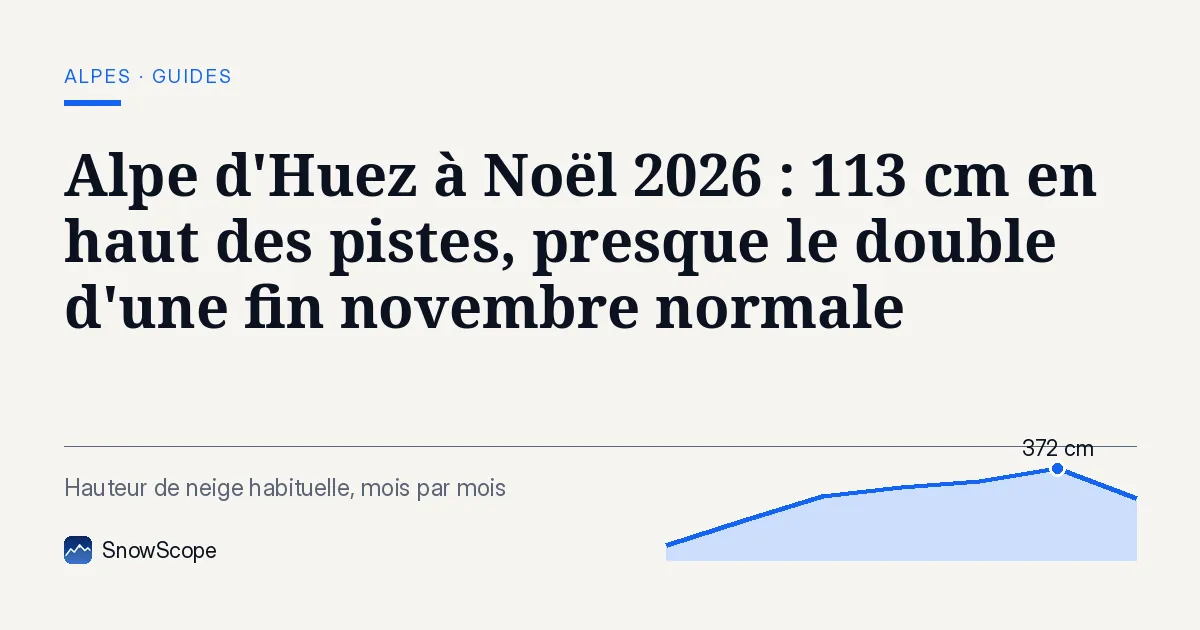 ALPES · GUIDES
Alpe d'Huez à Noël 2026 : 113 cm en
haut des pistes, presque le double
d'une fin novembre normale
372 cm
Hauteur de neige habituelle, mois par mois
SnowScope